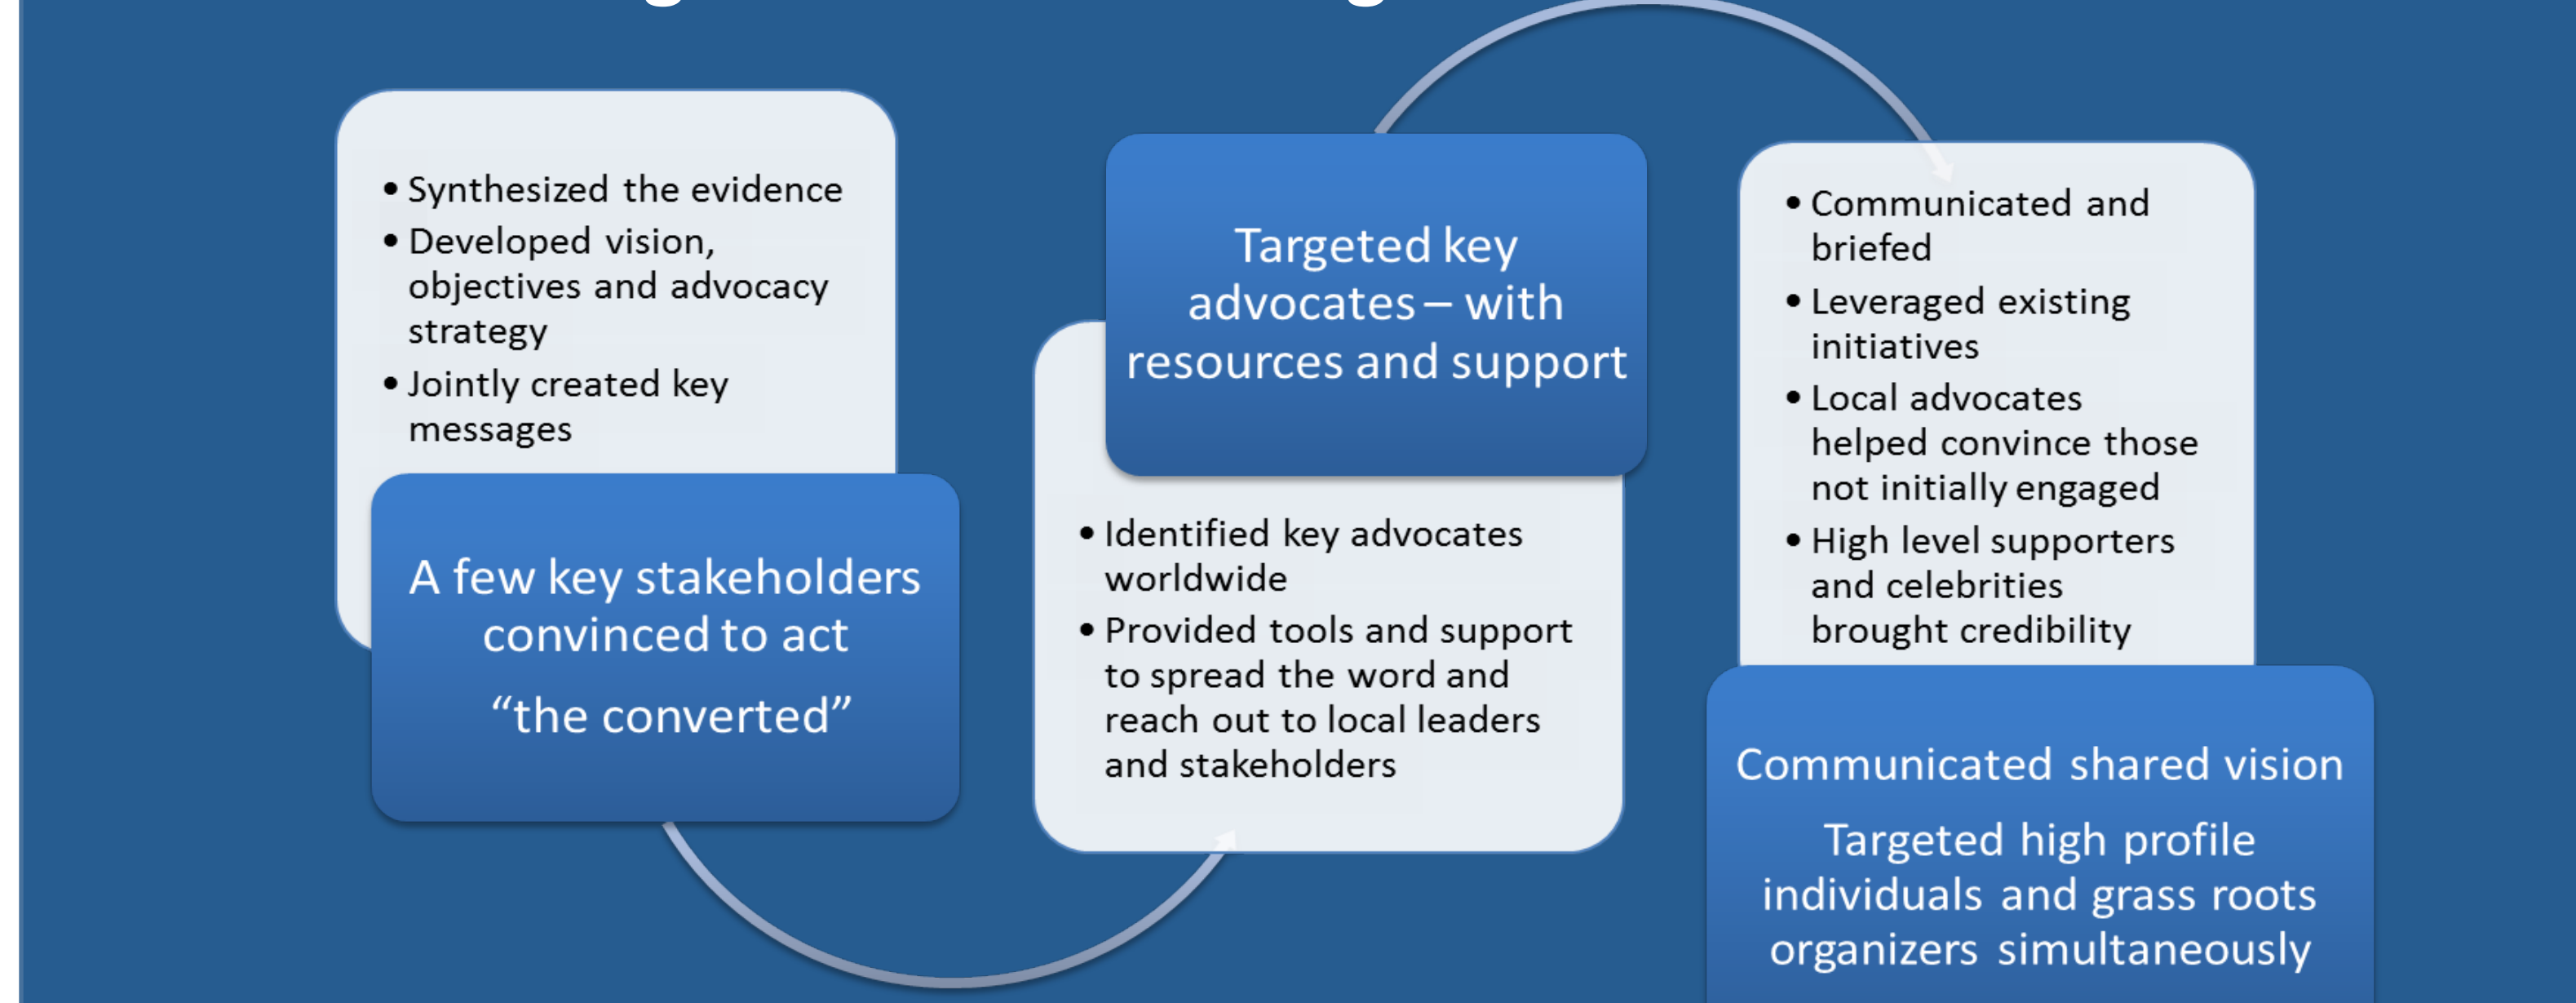 • Synthesized the evidence
• Developed vision,
objectives and advocacy
strategy
• Jointly created key
messages
A few key stakeholders
convinced to act
“the converted”
Targeted key
advocates – with
resources and support
• Identified key advocates
worldwide
• Provided tools and support
to spread the word and
reach out to local leaders
and stakeholders
• Communicated and
briefed
• Leveraged existing
initiatives
• Local advocates
helped convince those
not initially engaged
• High level supporters
and celebrities
brought credibility
Communicated shared vision
Targeted high profile
individuals and grass roots
organizers simultaneously